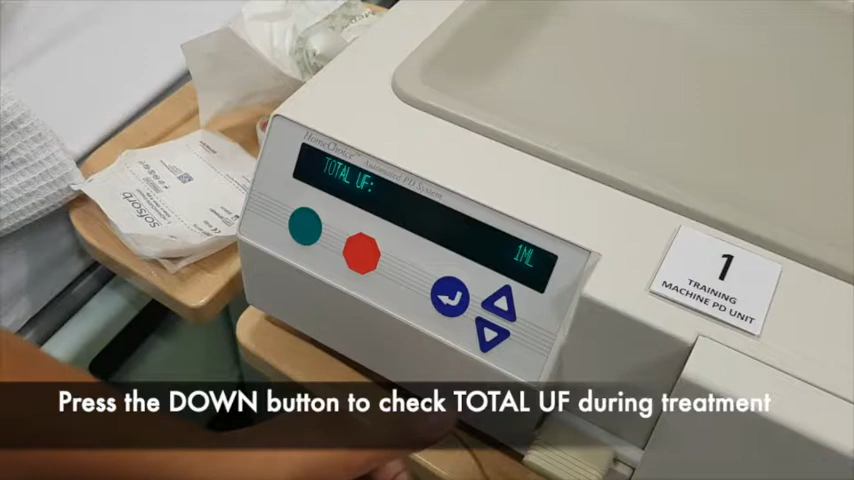 HomeChoice Automated PD System
TOTAL UF:
1ML
sofsorb
1
TRAINING
MACHINE PD UNIT
Press the DOWN button to check TOTAL UF during treatment